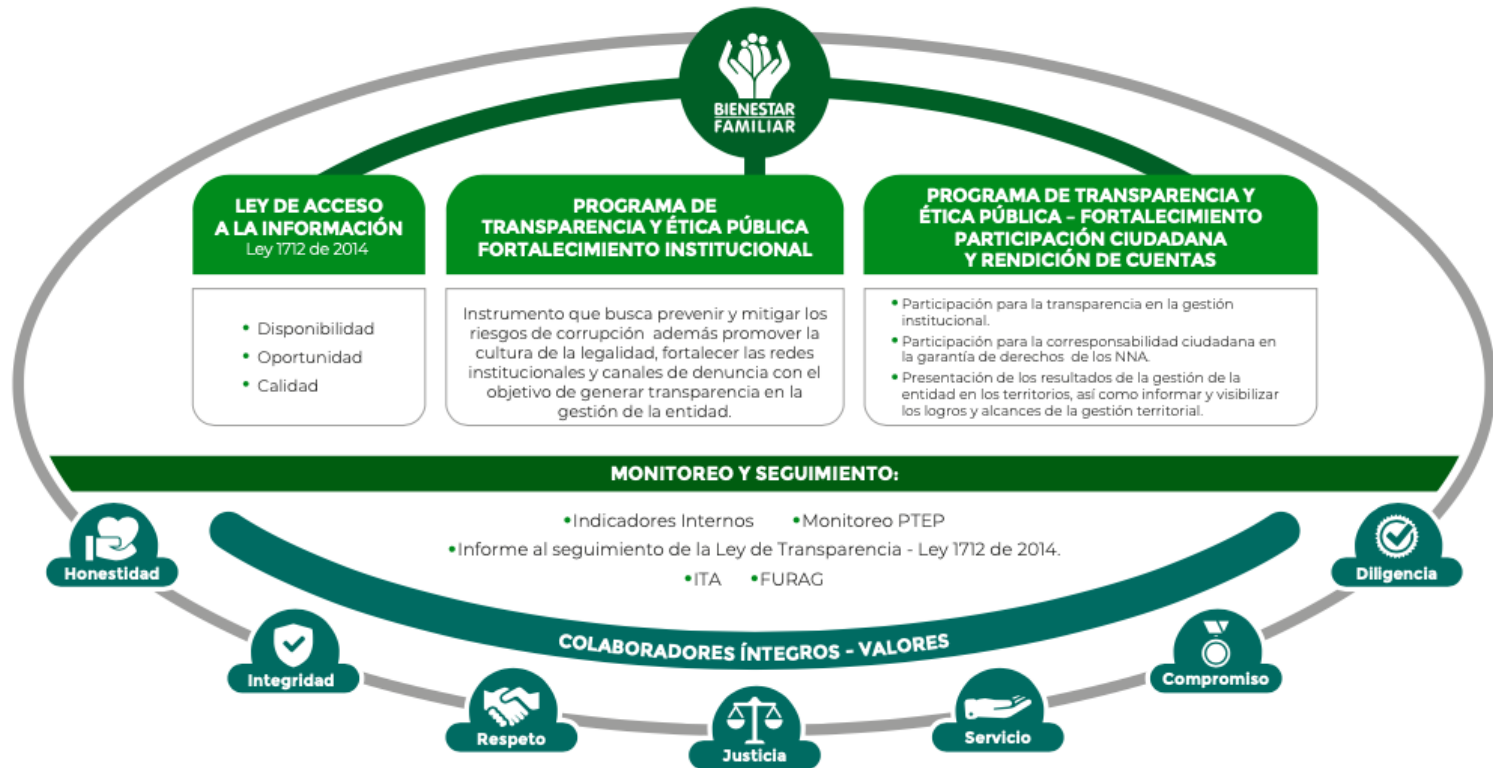 BIENESTAR
FAMILIAR
LEY DE ACCESO
A LA INFORMACIÓN
Ley 1712 de 2014
• Disponibilidad
• Oportunidad
• Calidad
PROGRAMA DE
TRANSPARENCIA Y ÉTICA PÚBLICA
FORTALECIMIENTO INSTITUCIONAL
Instrumento que busca prevenir y mitigar los
riesgos de corrupción además promover la
cultura de la legalidad, fortalecer las redes
institucionales y canales de denuncia con el
objetivo de generar transparencia en la
gestión de la entidad.
PROGRAMA DE TRANSPARENCIA Y
ÉTICA PÚBLICA - FORTALECIMIENTO
PARTICIPACIÓN CIUDADANA
Y RENDICIÓN DE CUENTAS
• Participación para la transparencia en la gestión
institucional.
• Participación para la corresponsabilidad ciudadana en
la garantía de derechos de los NNA.
• Presentación de los resultados de la gestión de la
entidad en los territorios, así como informar y visibilizar
los logros y alcances de la gestión territorial.
MONITOREO Y SEGUIMIENTO:
•Indicadores Internos •Monitoreo PTEP
•Informe al seguimiento de la Ley de Transparencia - Ley 1712 de 2014.
•ITA •FURAG
COLABORADORES ÍNTEGROS - VALORES
Honestidad
Integridad
Respeto
Justicia
Servicio
Compromiso
Diligencia